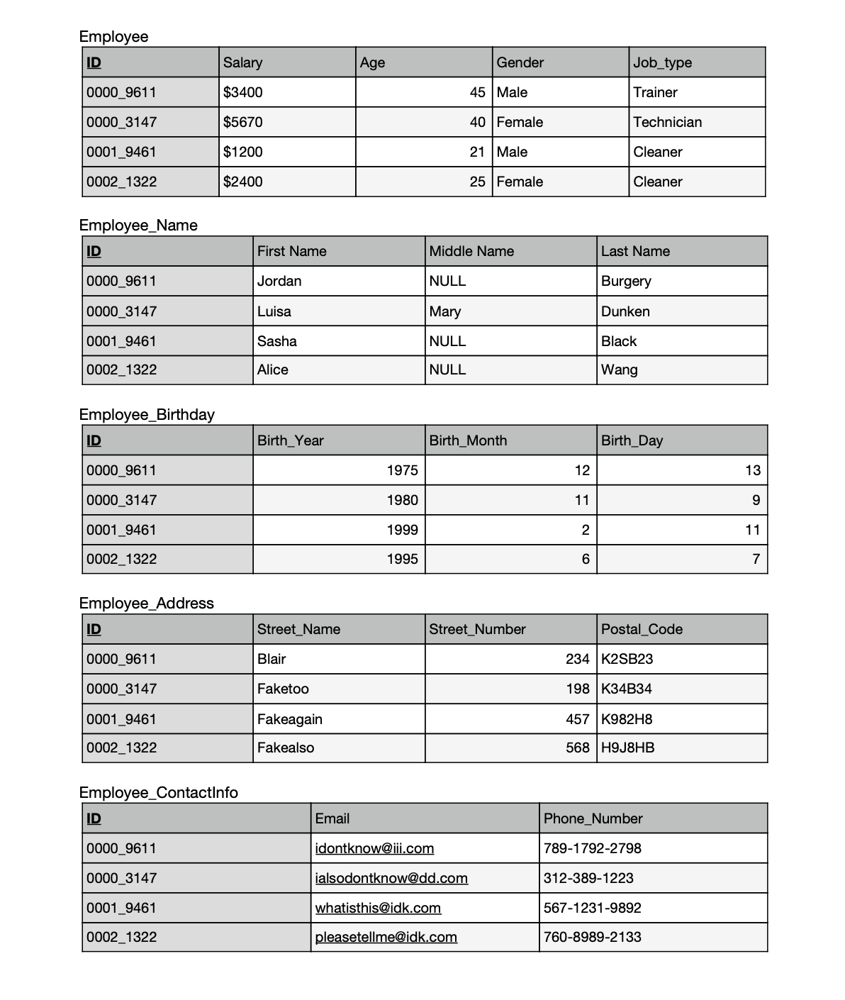 Employee
ID Salary Age Gender Job_type
0000_9611 $3400 45 Male Trainer
0000_3147 $5670 40 Female Technician
0001_9461 $1200 21 Male Cleaner
0002_1322 $2400 25 Female Cleaner
Employee_Name
ID First Name Middle Name Last Name
0000_9611 Jordan NULL Burgery
0000_3147 Luisa Mary Dunken
0001_9461 Sasha NULL Black
0002_1322 Alice NULL Wang
Employee_Birthday
ID Birth_Year Birth_Month Birth_Day
0000_9611 1975 12 13
0000_3147 1980 11 9
0001_9461 1999 2 11
0002_1322 1995 6 7
Employee_Address
ID Street_Name Street_Number Postal_Code
0000_9611 Blair 234 K2SB23
0000_3147 Faketoo 198 K34B34
0001_9461 Fakeagain 457 K982H8
0002_1322 Fakealso 568 H9J8HB
Employee_ContactInfo
ID Email Phone_Number
0000_9611 idontknow@iii.com 789-1792-2798
0000_3147 ialsodontknow@dd.com 312-389-1223
0001_9461 whatisthis@idk.com 567-1231-9892
0002_1322 pleasetellme@idk.com 760-8989-2133